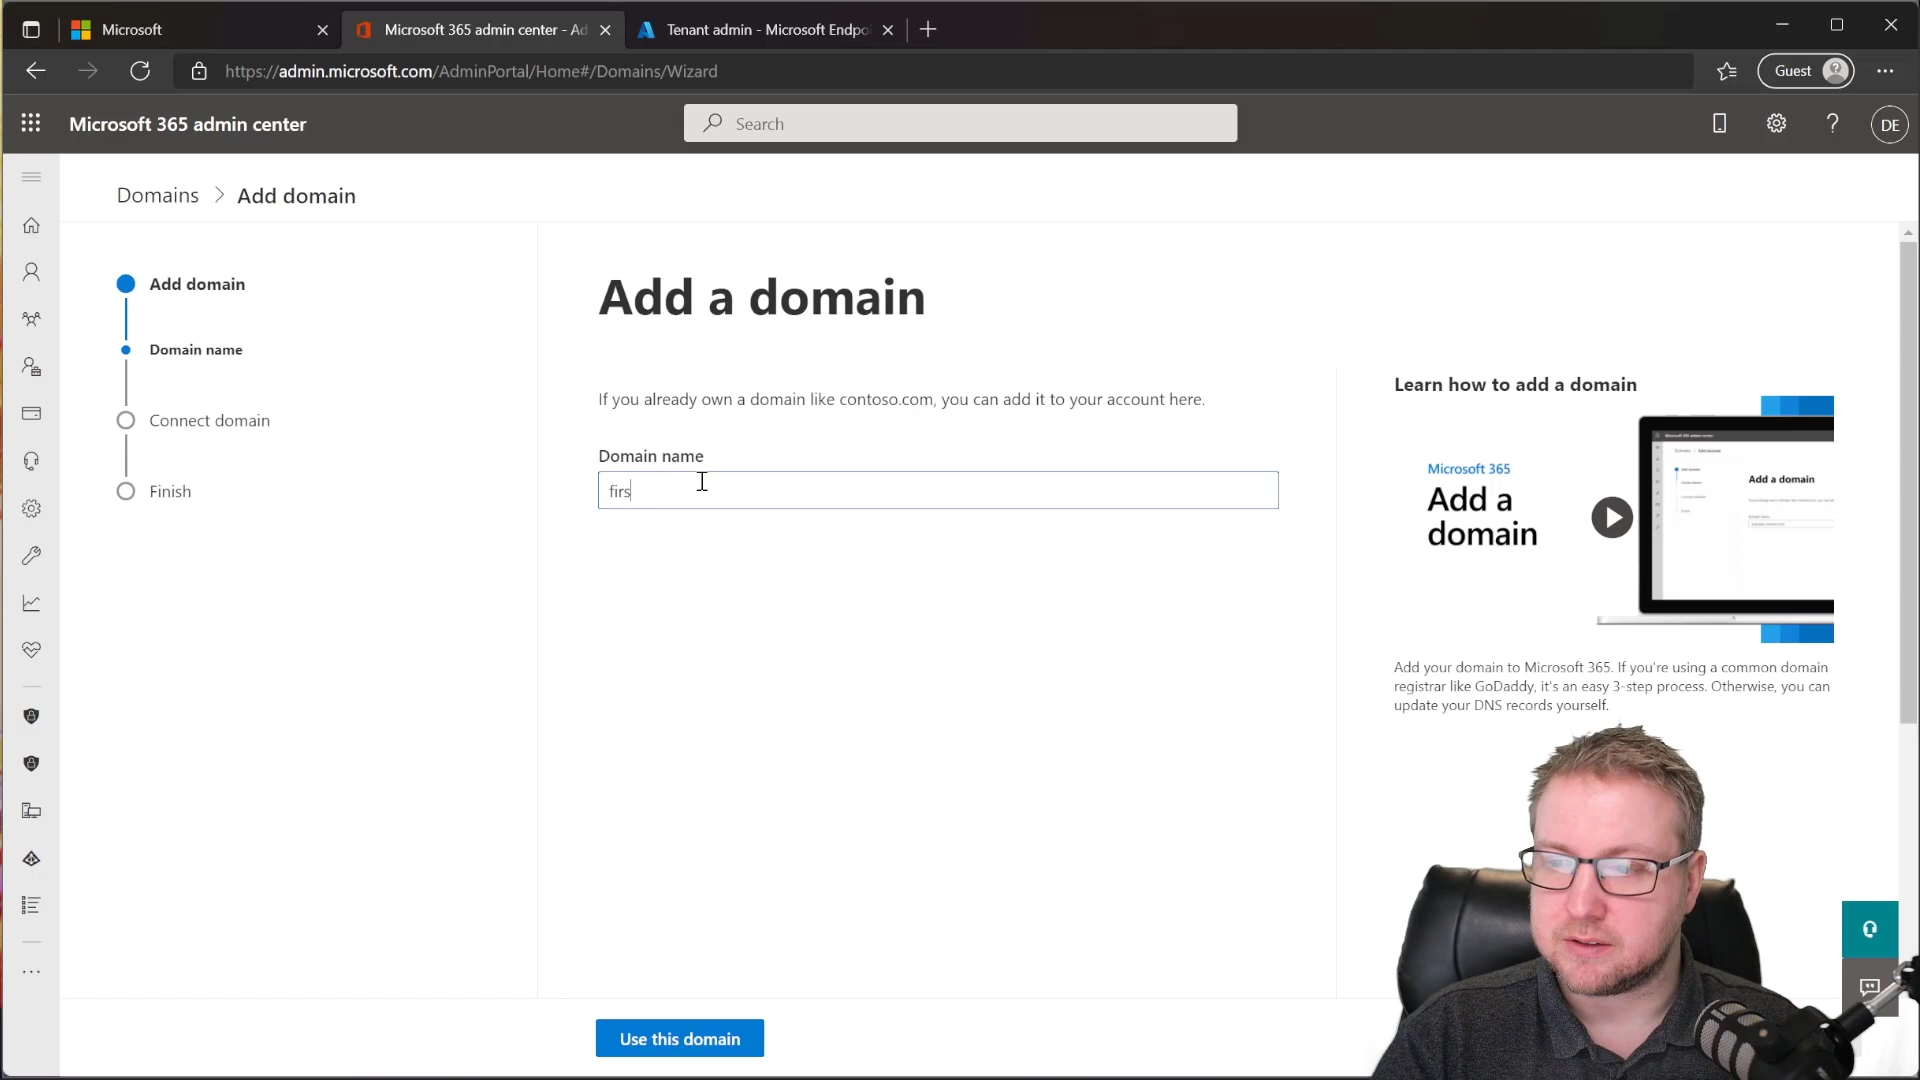 Microsoft
Microsoft 365 admin center - Ad
Tenant admin - Microsoft Endpoi
https://admin.microsoft.com/AdminPortal/Home#/Domains/Wizard
Guest
Microsoft 365 admin center
Search
DE
Domains > Add domain
Add domain
Domain name
Connect domain
Finish
Add a domain
If you already own a domain like contoso.com, you can add it to your account here.
Domain name
firs
Use this domain
Learn how to add a domain
Microsoft 365
Add a
domain
Add a domain
Add your domain to Microsoft 365. If you're using a common domain
registrar like GoDaddy, it's an easy 3-step process. Otherwise, you can
update your DNS records yourself.